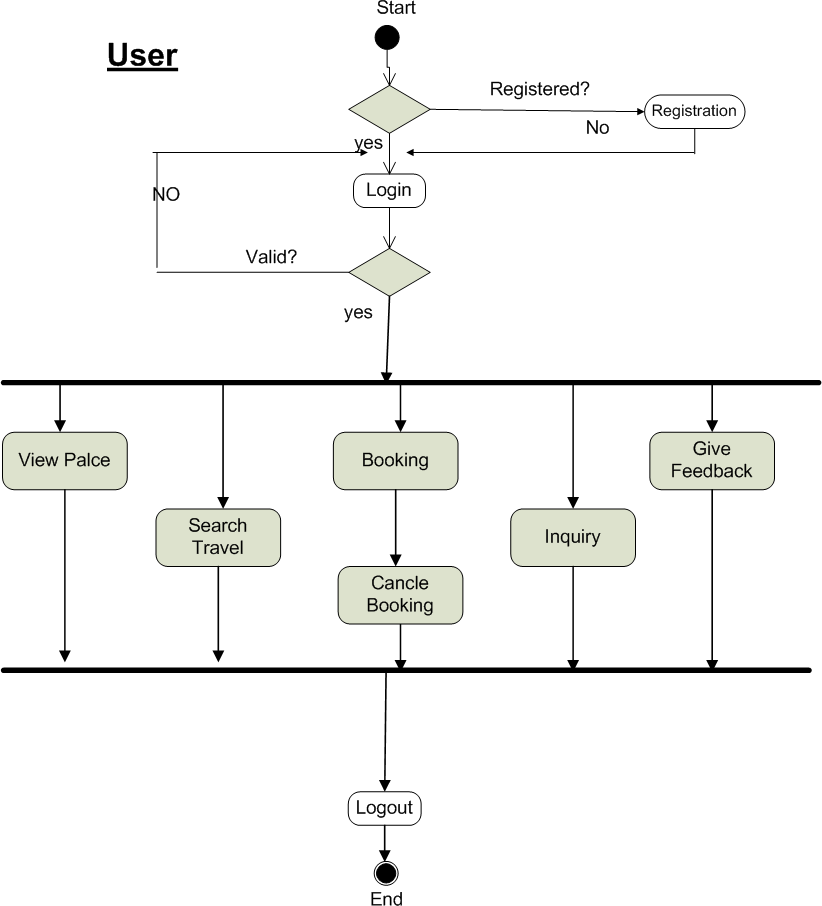 Start
User
Registered?
Registration
No
yes
Login
NO
Valid?
yes
View Palce
Booking
Give
Feedback
Search
Travel
Inquiry
Cancle
Booking
Logout
End